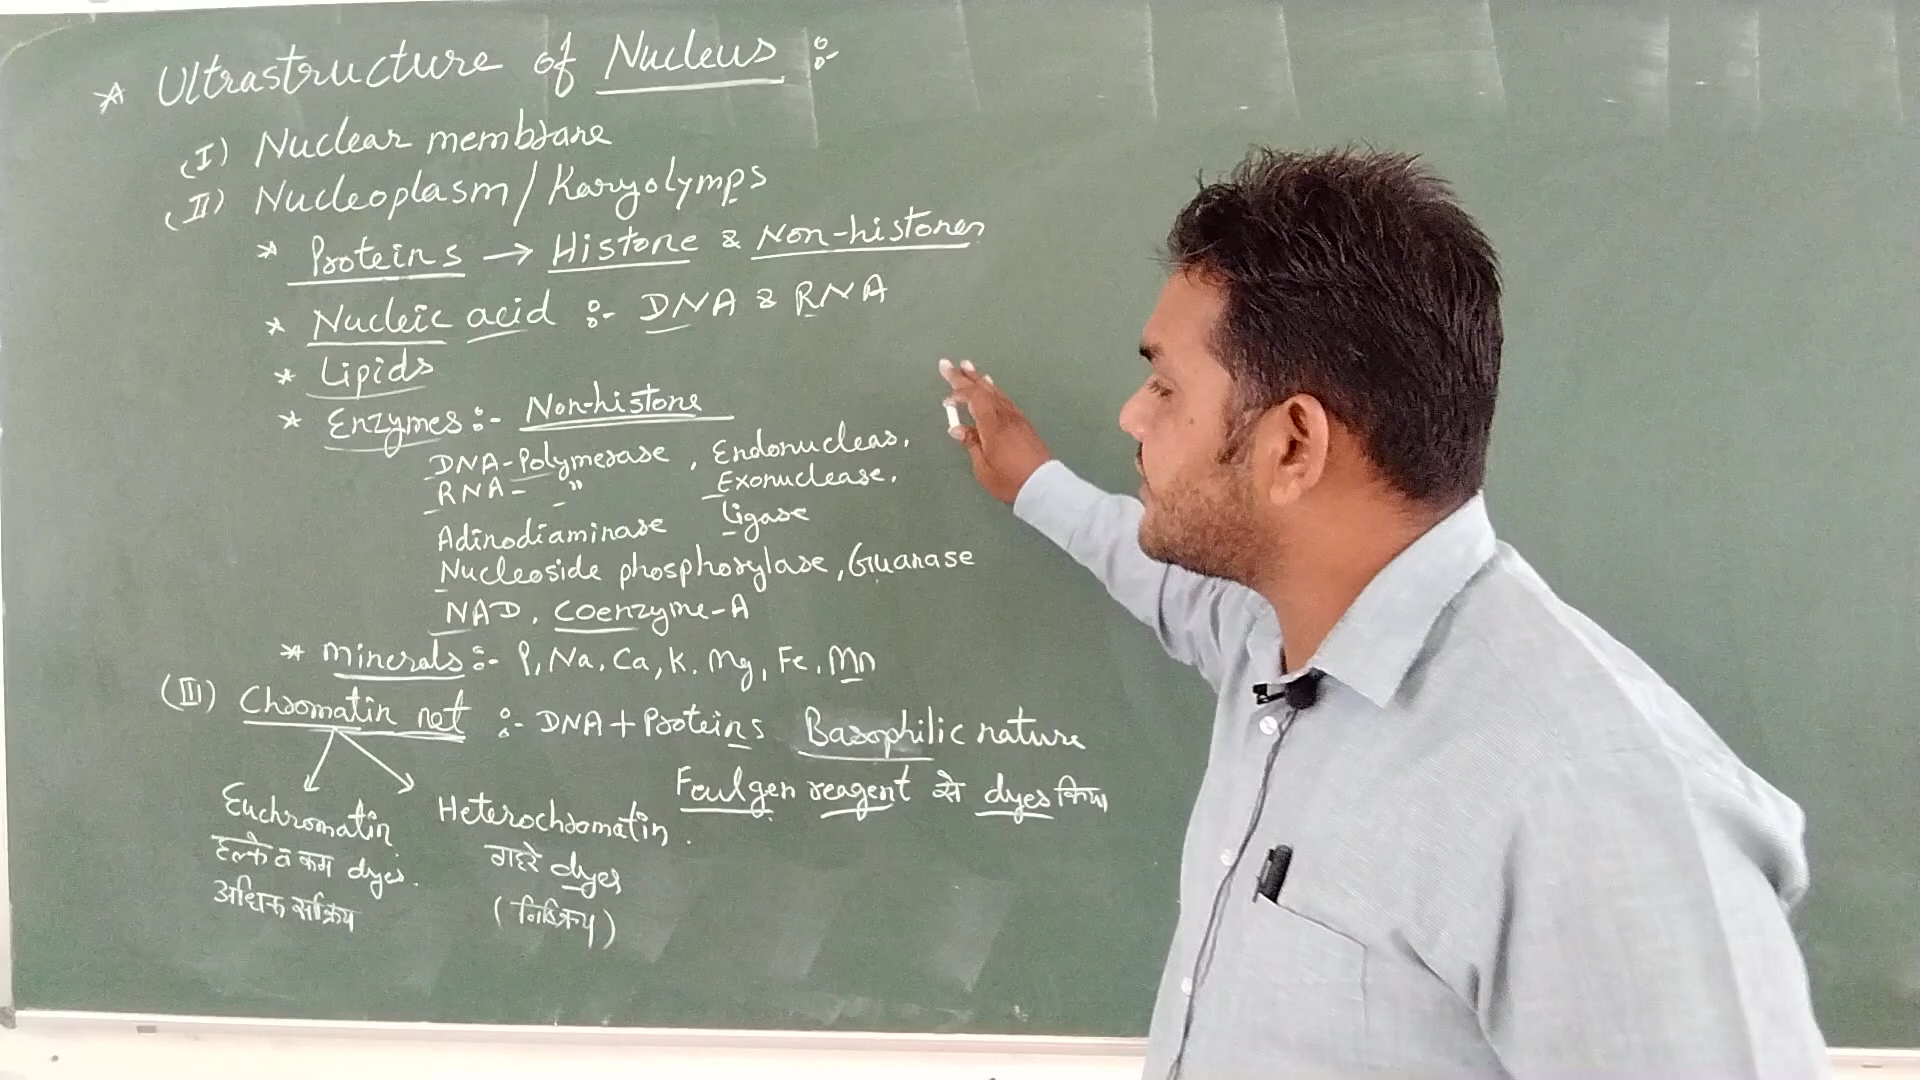 * Ultrastructure of Nucleus :-
(I) Nuclear membrane
(II) Nucleoplasm/Karyolymps
* Proteins → Histone & Non-histones
* Nucleic acid :- DNA & RNA
* Lipids
* Enzymes :- Non-histone
DNA-Polymerase, Endonucleas,
RNA- " Exonuclease,
Adinodiaminase Ligase
Nucleoside phosphorylase, Guanase
NAD, Coenzyme-A
* Minerals :- P, Na, Ca, K, Mg, Fe, Mn
(III) Chromatin net :- DNA + Proteins Basophilic nature
Foulgen reagent से dyes किया
Euchromatin Heterochromatin.
हल्के व कम dyes. गहरे dyes
अधिक सक्रिय (निष्क्रिय)